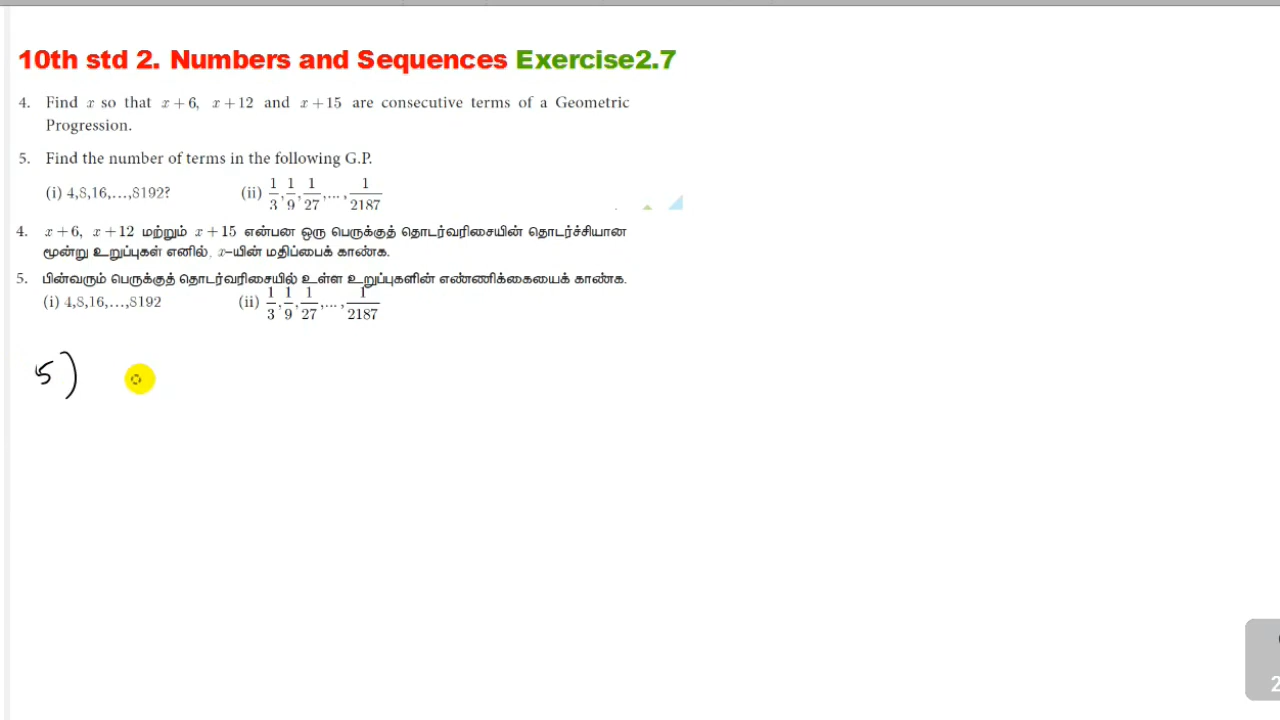 10th std 2. Numbers and Sequences Exercise2.7
4. Find x so that x + 6, x + 12 and x + 15 are consecutive terms of a Geometric
Progression.
5. Find the number of terms in the following G.P.
(i) 4,8,16,...,8192? (ii) 1/3, 1/9, 1/27, ..., 1/2187
4. x + 6, x + 12 மற்றும் x + 15 என்பன ஒரு பெருக்குத் தொடர்வரிசையின் தொடர்ச்சியான
மூன்று உறுப்புகள் எனில், x–யின் மதிப்பைக் காண்க.
5. பின்வரும் பெருக்குத் தொடர்வரிசையில் உள்ள உறுப்புகளின் எண்ணிக்கையைக் காண்க.
(i) 4,8,16,...,8192 (ii) 1/3, 1/9, 1/27, ..., 1/2187
5)